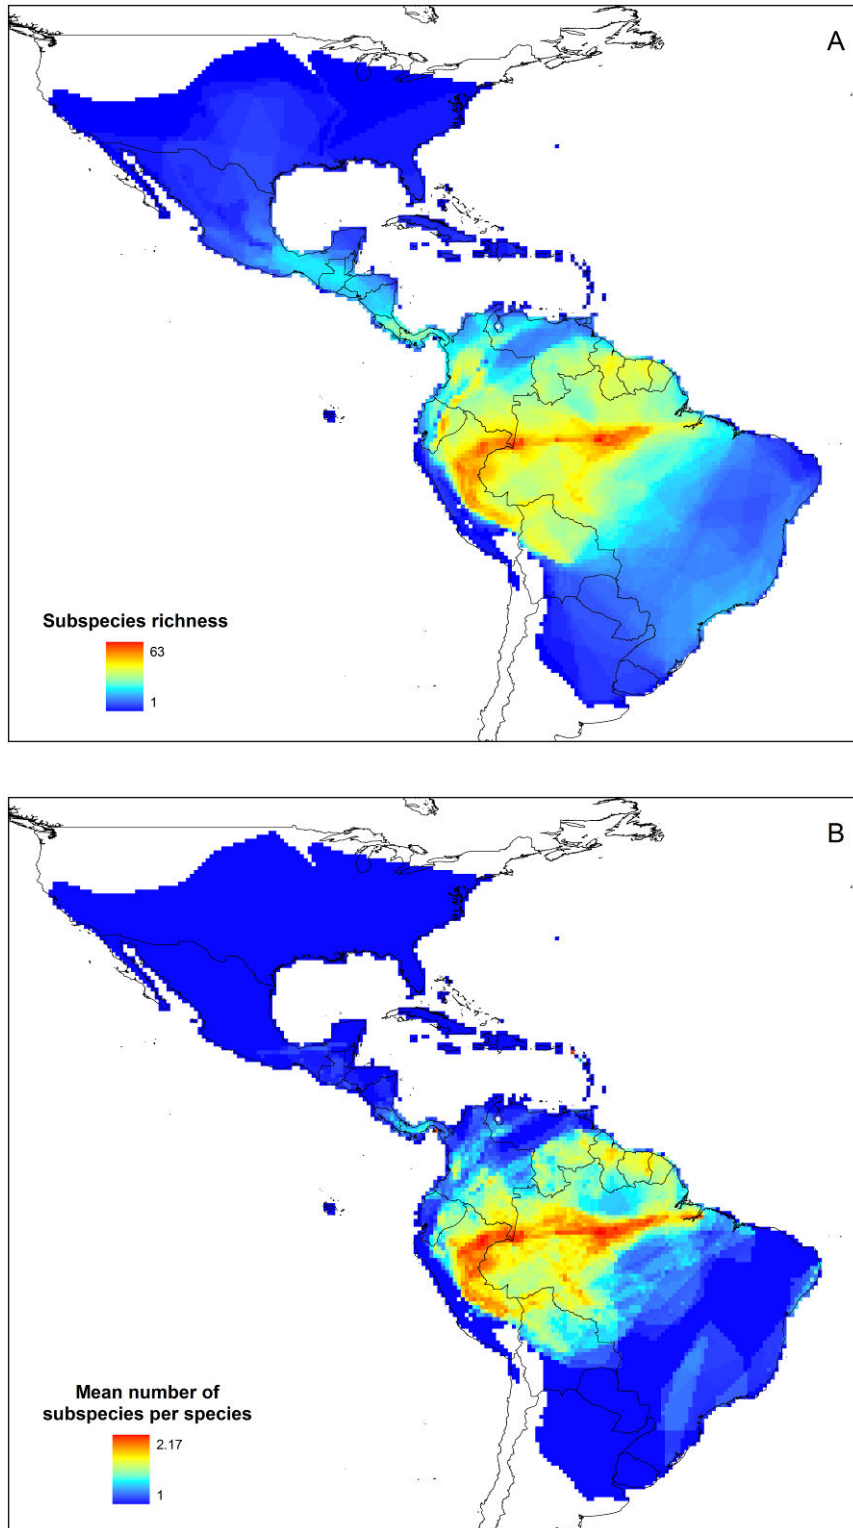 A
Subspecies richness
63
1
B
Mean number of
subspecies per species
2.17
1